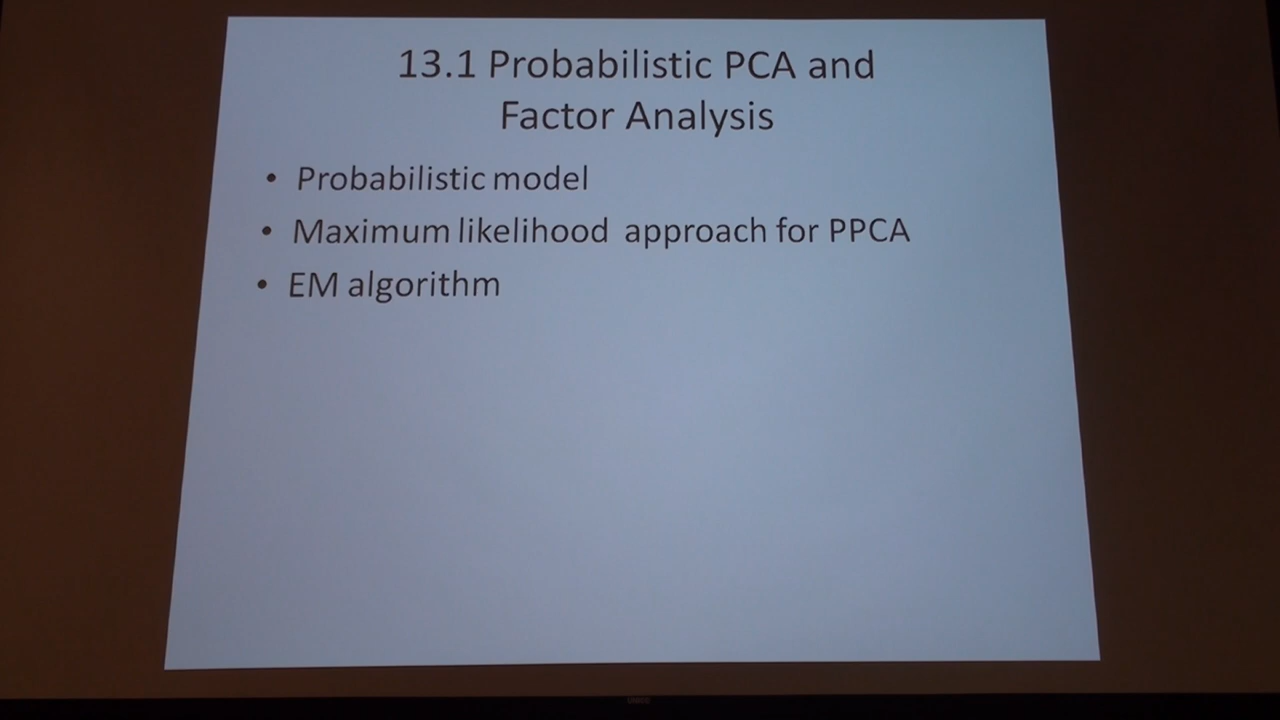 13.1 Probabilistic PCA and
Factor Analysis
• Probabilistic model
• Maximum likelihood approach for PPCA
• EM algorithm